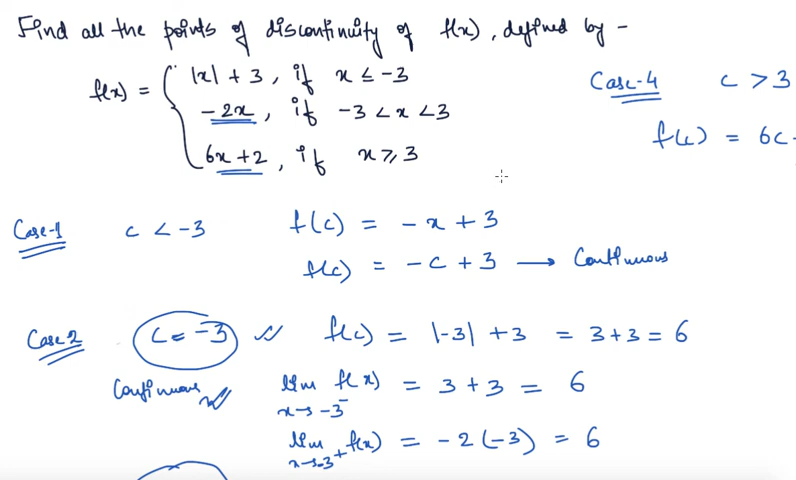 Find all the points of discontinuity of f(x), defined by –
f(x) = { |x| + 3, if x ≤ -3
-2x, if -3 < x < 3
6x + 2, if x ≥ 3
Case-4 c > 3
f(c) = 6c
Case-1 c < -3 f(c) = -x + 3
f(c) = -c + 3 → Continuous
Case 2 c = -3 f(c) = |-3| + 3 = 3 + 3 = 6
Continuous lim x→-3⁻ f(x) = 3 + 3 = 6
lim x→-3⁺ f(x) = -2(-3) = 6